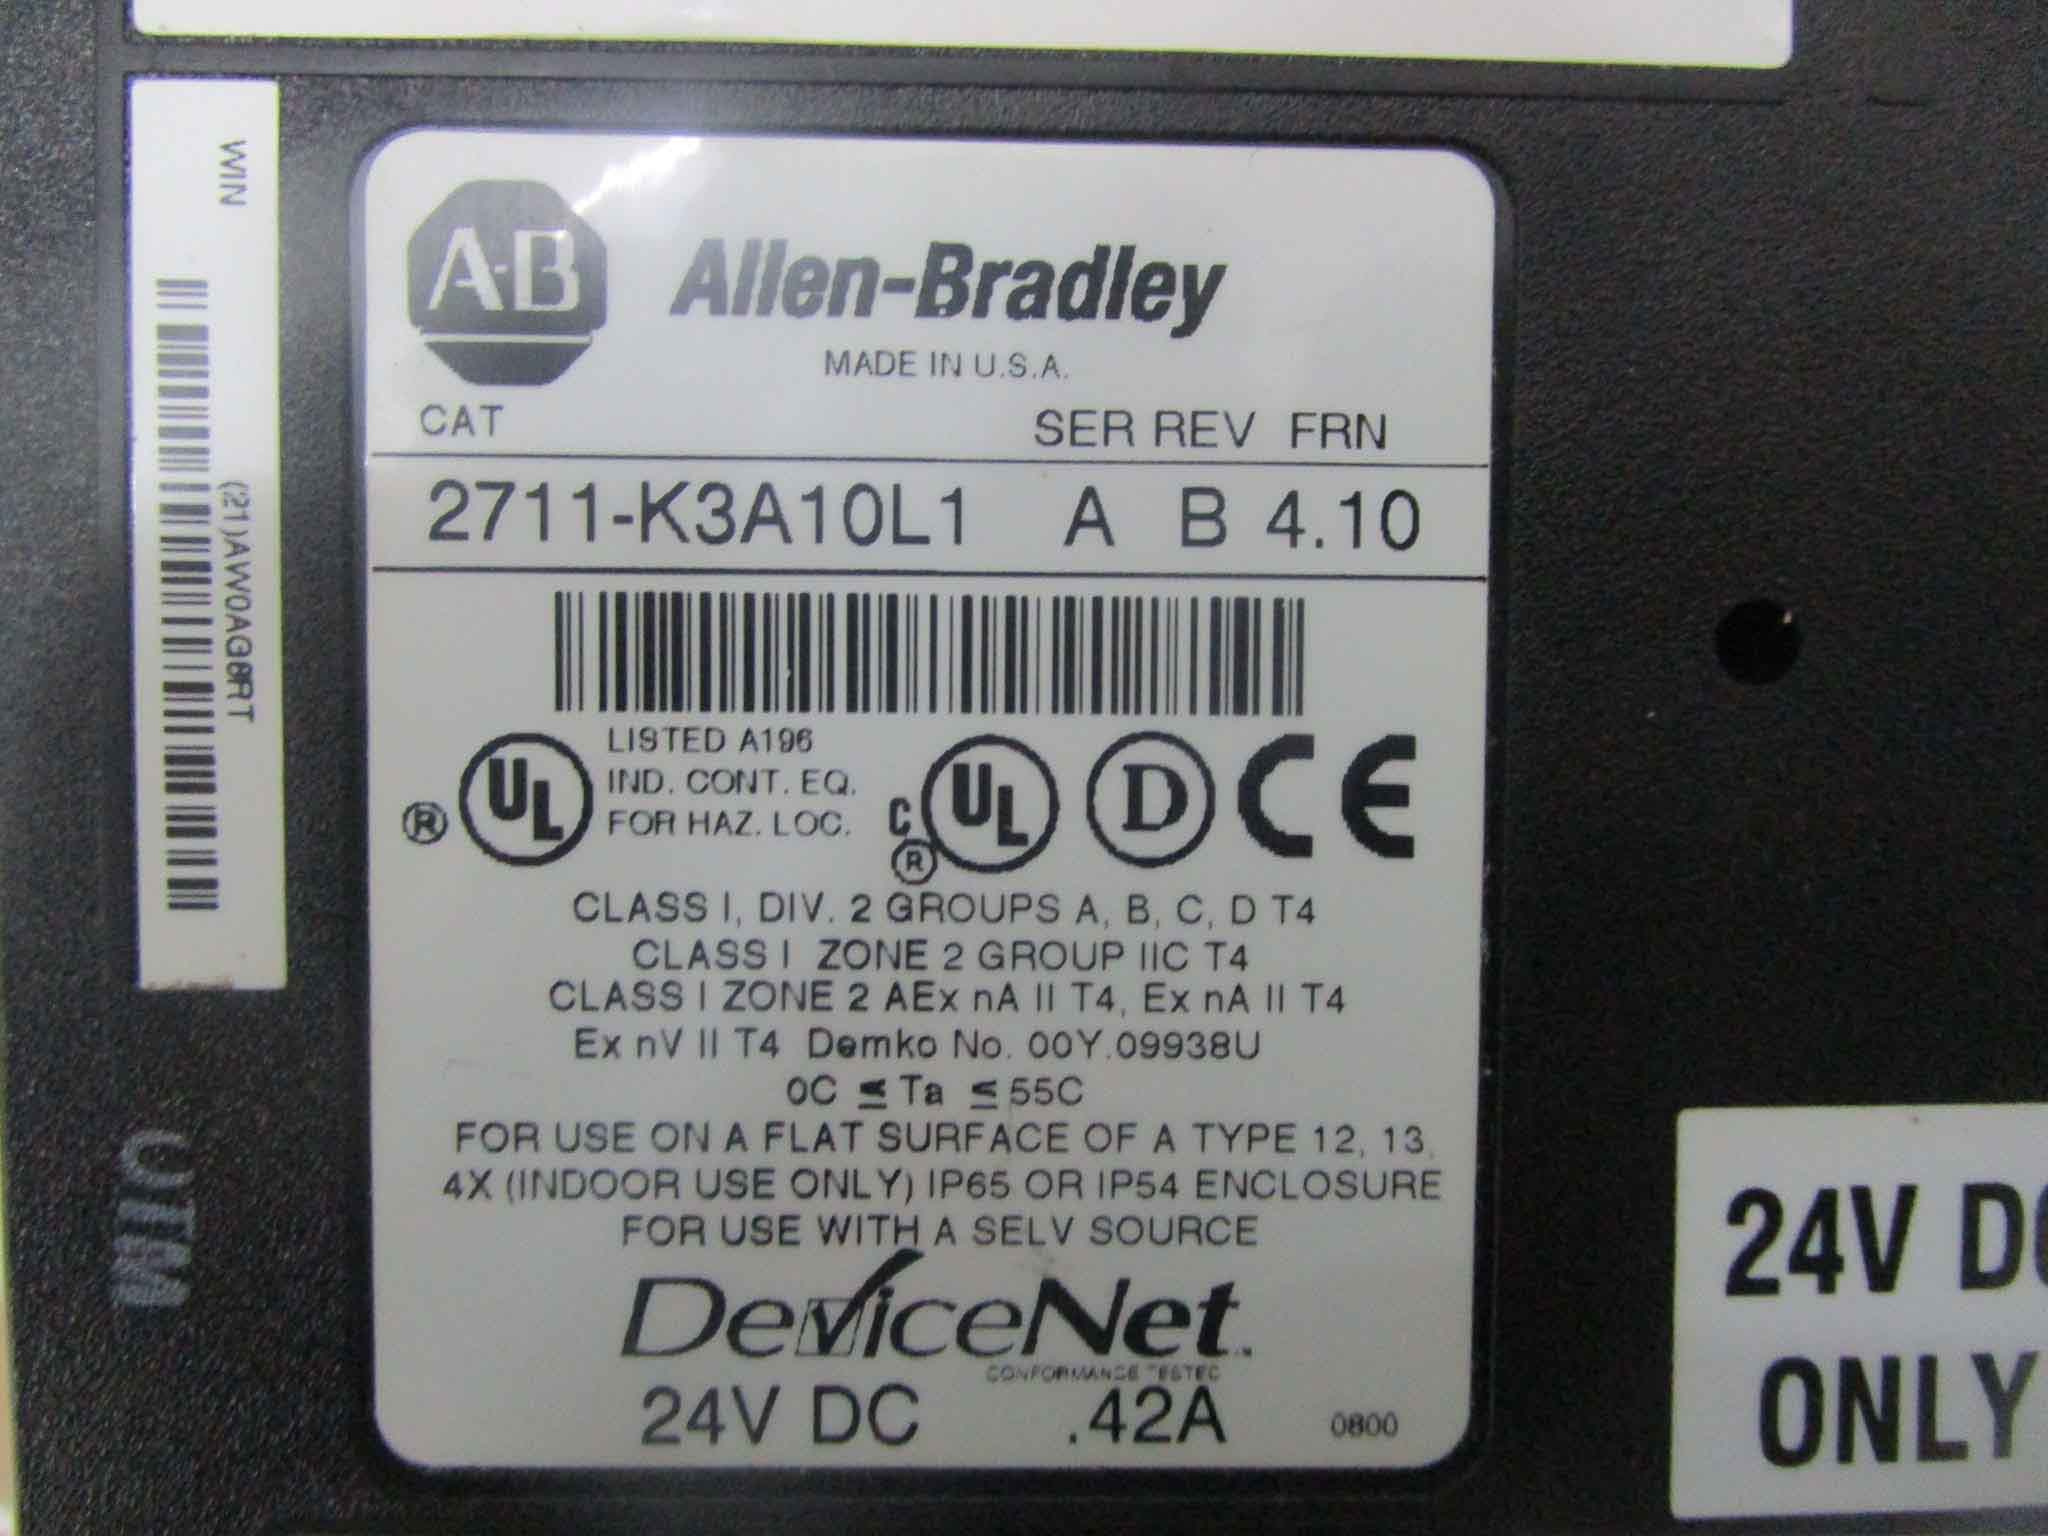 WIN
(21)AW0AG8RT
A-B
Allen-Bradley
MADE IN U.S.A.
CAT SER REV FRN
2711-K3A10L1 A B 4.10
LISTED A196
IND. CONT. EQ.
FOR HAZ. LOC.
® UL C UL ® D CE
CLASS I, DIV. 2 GROUPS A, B, C, D T4
CLASS I ZONE 2 GROUP IIC T4
CLASS I ZONE 2 AEx nA II T4, Ex nA II T4
Ex nV II T4 Demko No. 00Y.09938U
0C ≤ Ta ≤ 55C
FOR USE ON A FLAT SURFACE OF A TYPE 12, 13,
4X (INDOOR USE ONLY) IP65 OR IP54 ENCLOSURE
FOR USE WITH A SELV SOURCE
DeviceNet™
CONFORMANCE TESTED
24V DC .42A 0800
24V DC
ONLY